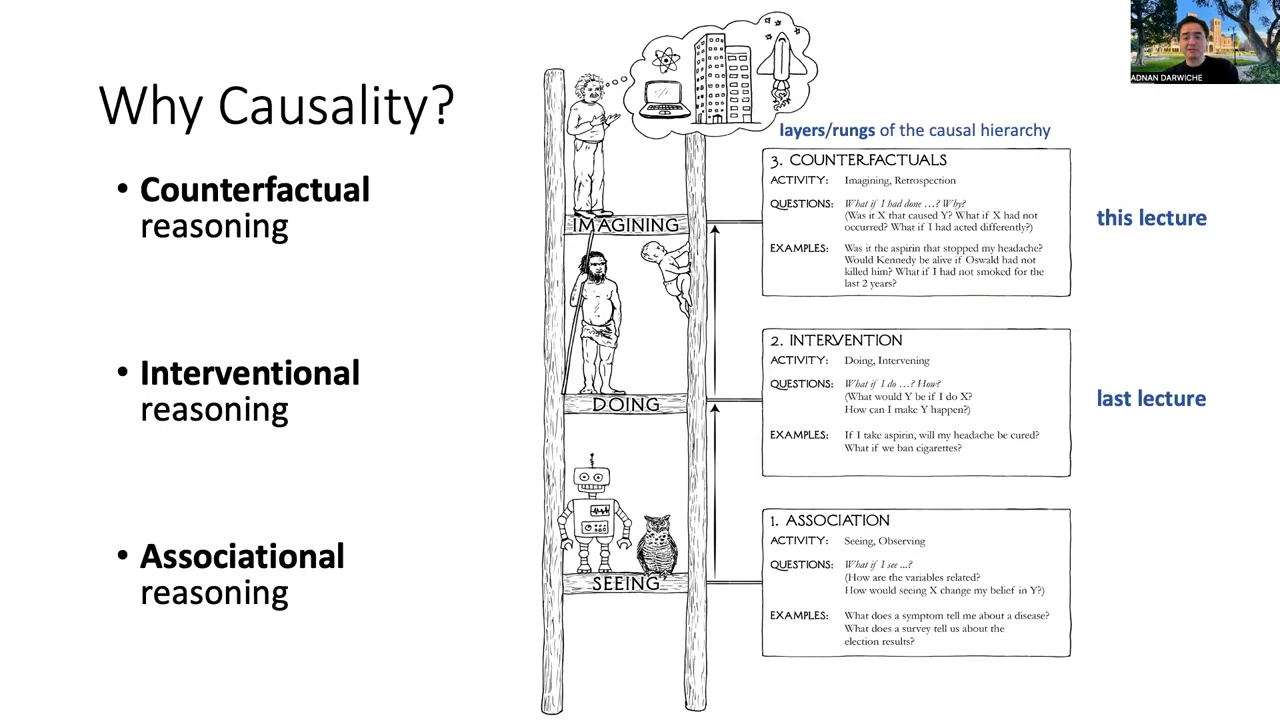 Why Causality?
• Counterfactual
reasoning
• Interventional
reasoning
• Associational
reasoning
IMAGINING
DOING
SEEING
layers/rungs of the causal hierarchy
3. COUNTERFACTUALS
ACTIVITY: Imagining, Retrospection
QUESTIONS: What if I had done …? Why?
(Was it X that caused Y? What if X had not
occurred? What if I had acted differently?)
EXAMPLES: Was it the aspirin that stopped my headache?
Would Kennedy be alive if Oswald had not
killed him? What if I had not smoked for the
last 2 years?
this lecture
2. INTERVENTION
ACTIVITY: Doing, Intervening
QUESTIONS: What if I do …? How?
(What would Y be if I do X?
How can I make Y happen?)
EXAMPLES: If I take aspirin, will my headache be cured?
What if we ban cigarettes?
last lecture
1. ASSOCIATION
ACTIVITY: Seeing, Observing
QUESTIONS: What if I see ...?
(How are the variables related?
How would seeing X change my belief in Y?)
EXAMPLES: What does a symptom tell me about a disease?
What does a survey tell us about the
election results?
ADNAN DARWICHE